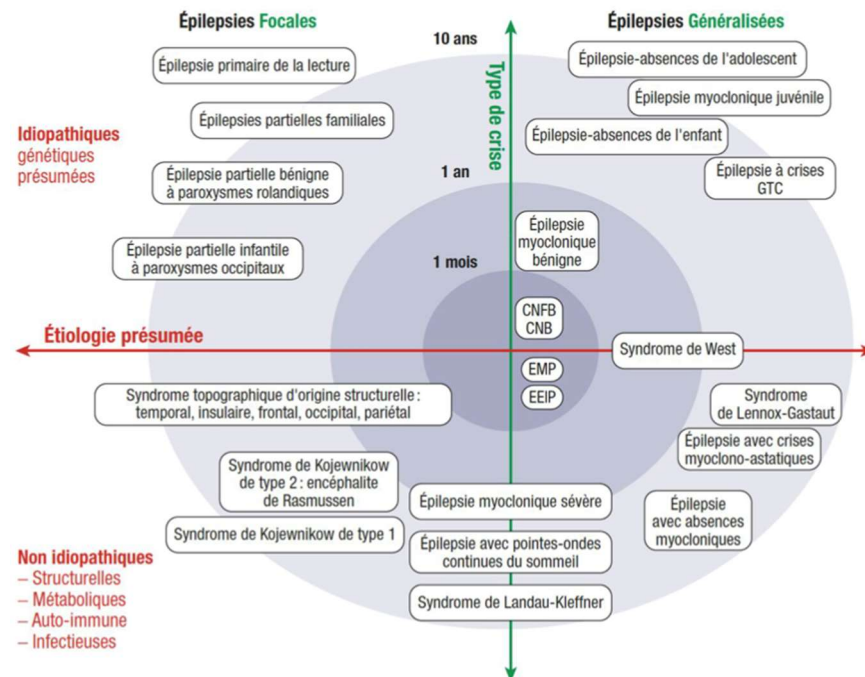 Épilepsies Focales
Épilepsies Généralisées
10 ans
Type de crise
Épilepsie primaire de la lecture
Épilepsie-absences de l'adolescent
Épilepsie myoclonique juvénile
Épilepsies partielles familiales
Épilepsie-absences de l'enfant
Idiopathiques
génétiques
présumées
Épilepsie partielle bénigne
à paroxysmes rolandiques
1 an
Épilepsie à crises
GTC
Épilepsie partielle infantile
à paroxysmes occipitaux
Épilepsie
myoclonique
bénigne
1 mois
CNFB
CNB
Étiologie présumée
Syndrome de West
EMP
EEIP
Syndrome topographique d'origine structurelle :
temporal, insulaire, frontal, occipital, pariétal
Syndrome
de Lennox-Gastaut
Épilepsie avec crises
myclono-astatiques
Syndrome de Kojewnikow
de type 2 : encéphalite
de Rasmussen
Épilepsie myoclonique sévère
Épilepsie
avec absences
myocloniques
Syndrome de Kojewnikow de type 1
Épilepsie avec pointes-ondes
continues du sommeil
Syndrome de Landau-Kleffner
Non idiopathiques
– Structurelles
– Métaboliques
– Auto-immune
– Infectieuses